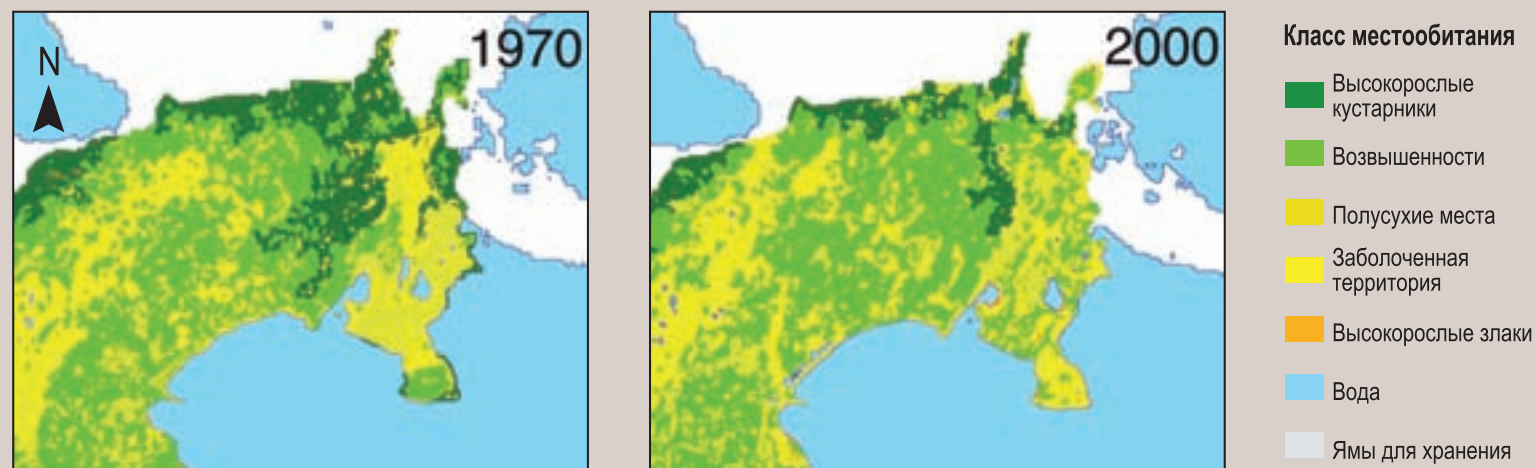 N
1970
2000
Класс местообитания
Высокорослые
кустарники
Возвышенности
Полусухие места
Заболоченная
территория
Высокорослые злаки
Вода
Ямы для хранения